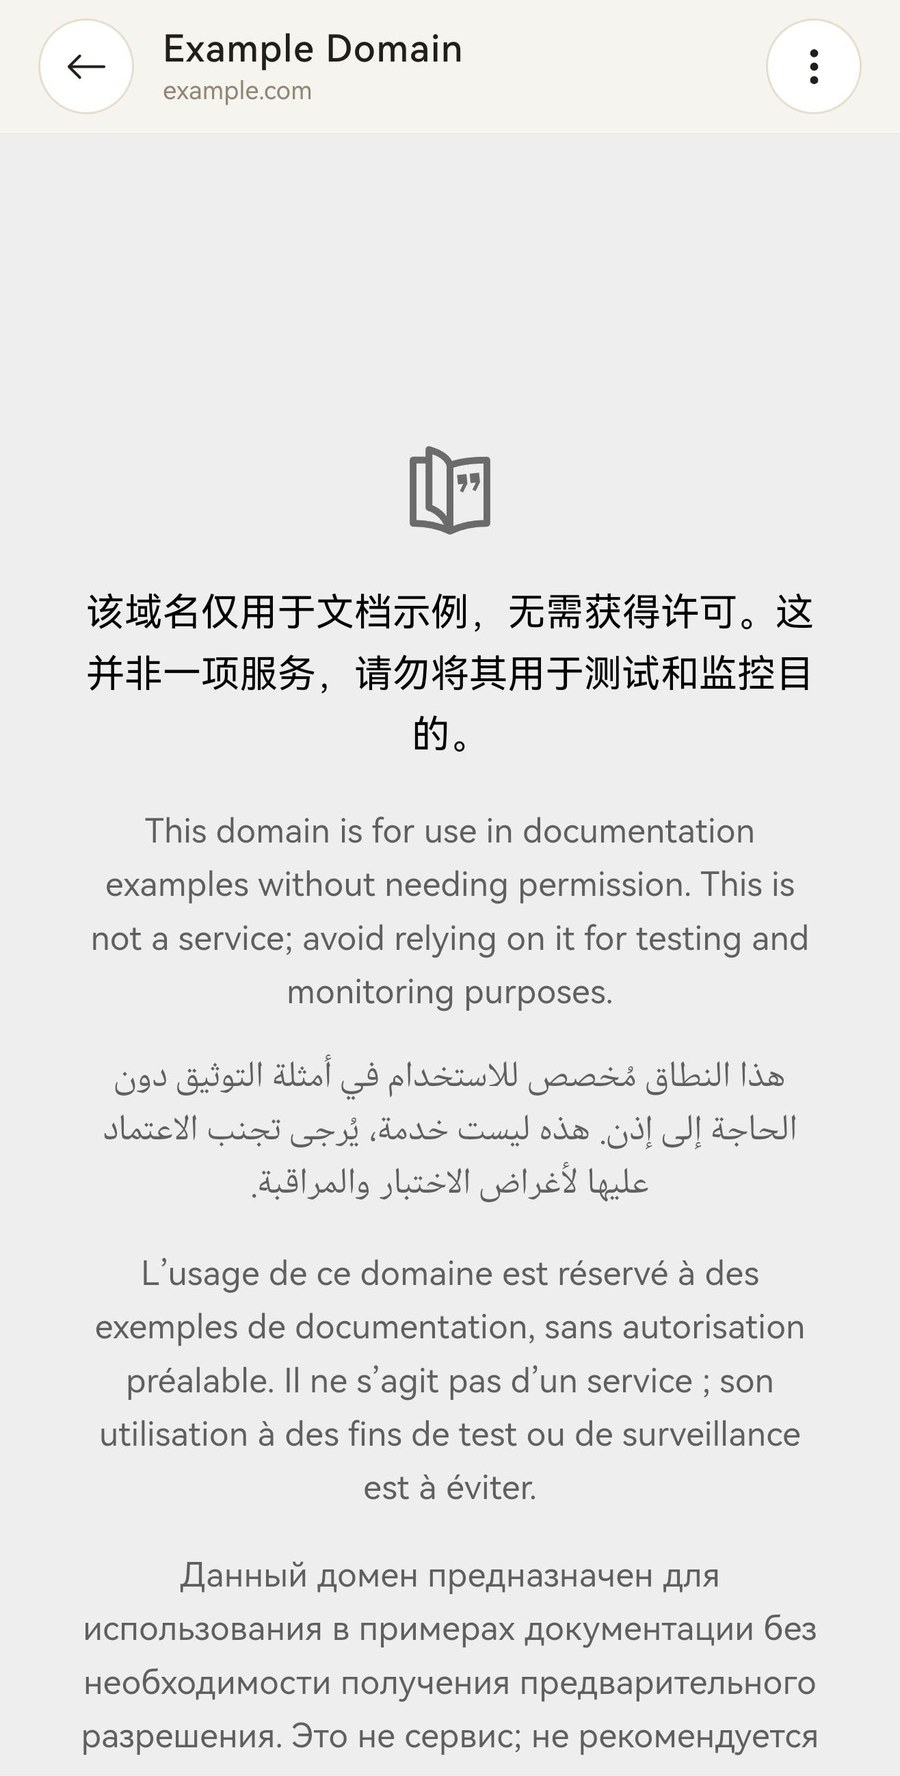 Example Domain
example.com
该域名仅用于文档示例，无需获得许可。这
并非一项服务，请勿将其用于测试和监控目
的。
This domain is for use in documentation
examples without needing permission. This is
not a service; avoid relying on it for testing and
monitoring purposes.
هذا النطاق مُخصص للاستخدام في أمثلة التوثيق دون
الحاجة إلى إذن. هذه ليست خدمة، يُرجى تجنب الاعتماد
عليها لأغراض الاختبار والمراقبة.
L’usage de ce domaine est réservé à des
exemples de documentation, sans autorisation
préalable. Il ne s’agit pas d’un service ; son
utilisation à des fins de test ou de surveillance
est à éviter.
Данный домен предназначен для
использования в примерах документации без
необходимости получения предварительного
разрешения. Это не сервис; не рекомендуется